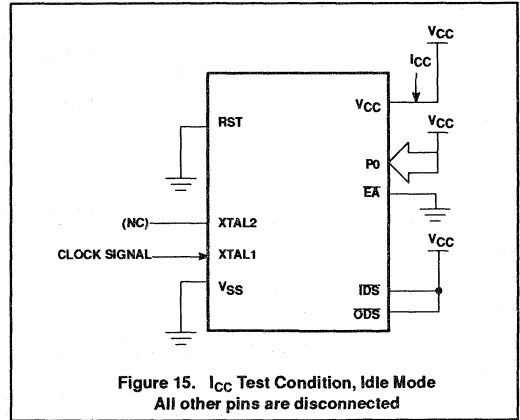 VCC
ICC
VCC
RST
VCC
P0
EA
(NC)
XTAL2
CLOCK SIGNAL
XTAL1
VCC
VSS
IDS
ODS
Figure 15. ICC Test Condition, Idle Mode
All other pins are disconnected